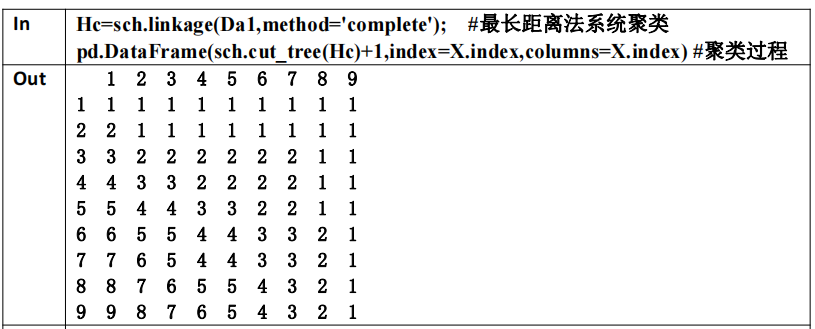 In Hc=sch.linkage(Da1,method='complete'); #最长距离法系统聚类
pd.DataFrame(sch.cut_tree(Hc)+1,index=X.index,columns=X.index) #聚类过程
Out 1 2 3 4 5 6 7 8 9
1 1 1 1 1 1 1 1 1 1
2 2 1 1 1 1 1 1 1 1
3 3 2 2 2 2 2 2 1 1
4 4 3 3 2 2 2 2 1 1
5 5 4 4 3 3 2 2 1 1
6 6 5 5 4 4 3 3 2 1
7 7 6 5 4 4 3 3 2 1
8 8 7 6 5 5 4 3 2 1
9 9 8 7 6 5 4 3 2 1